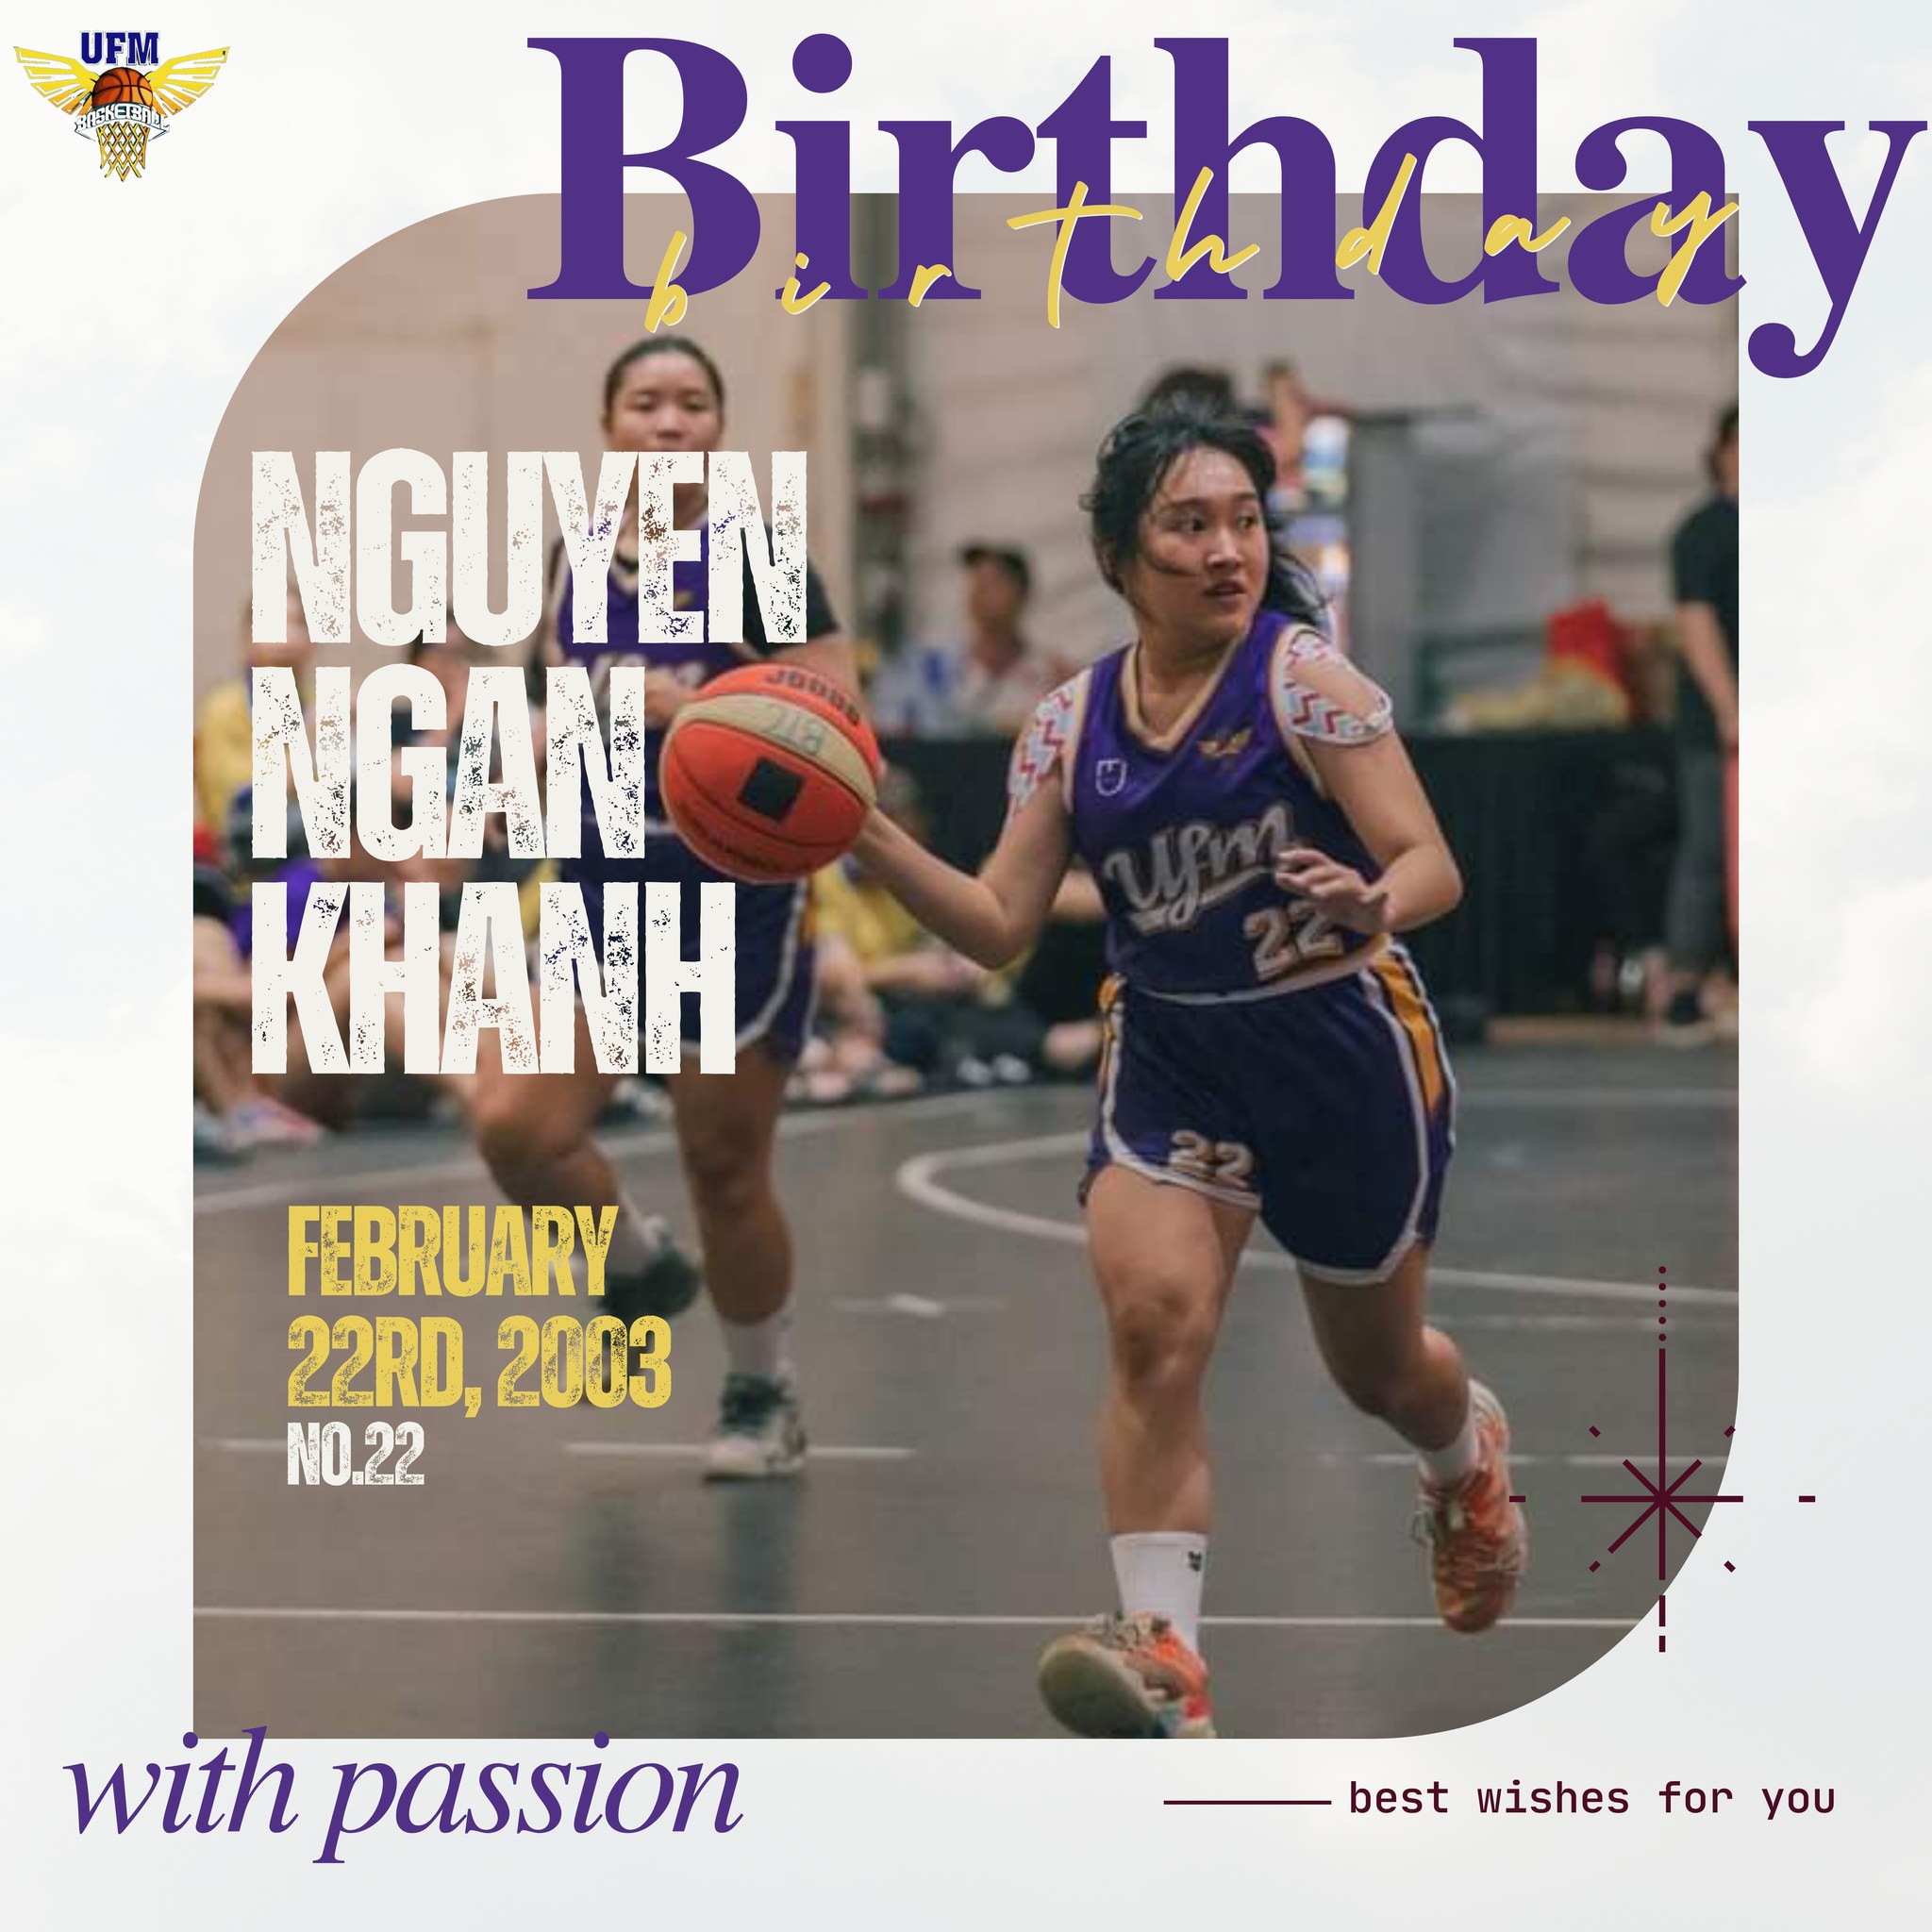 UFM
BASKETBALL
Birthday
birthday
NGUYEN
NGAN
KHANH
FEBRUARY
22RD, 2003
NO.22
Ufm
22
22
with passion
best wishes for you